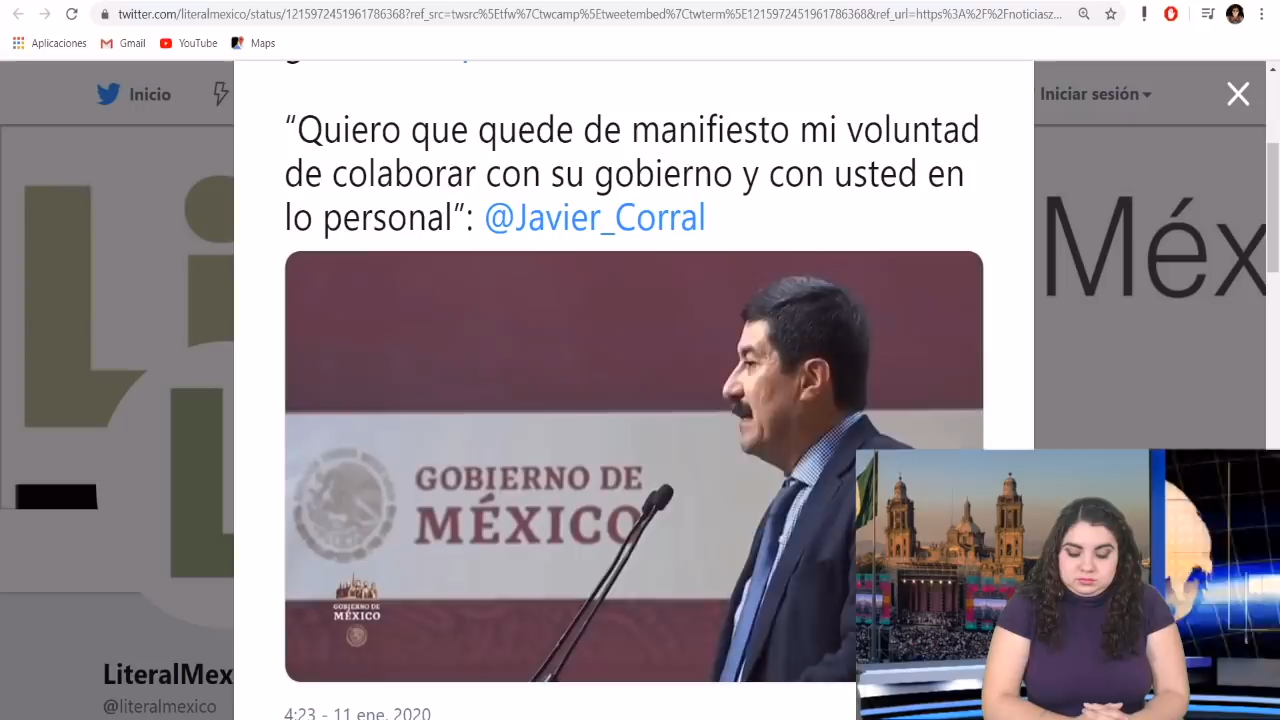 twitter.com/literalmexico/status/1215972451961786368?ref_src=twsrc%5Etfw%7Ctwcamp%5Etweetembed%7Ctwterm%5E1215972451961786368&ref_url=https%3A%2F%2Fnoticiasz...
Aplicaciones Gmail YouTube Maps
Inicio
Iniciar sesión
“Quiero que quede de manifiesto mi voluntad
de colaborar con su gobierno y con usted en
lo personal”: @Javier_Corral
Méx
GOBIERNO DE
MÉXICO
GOBIERNO DE
MÉXICO
LiteralMex
@literalmexico
4:23 - 11 ene. 2020